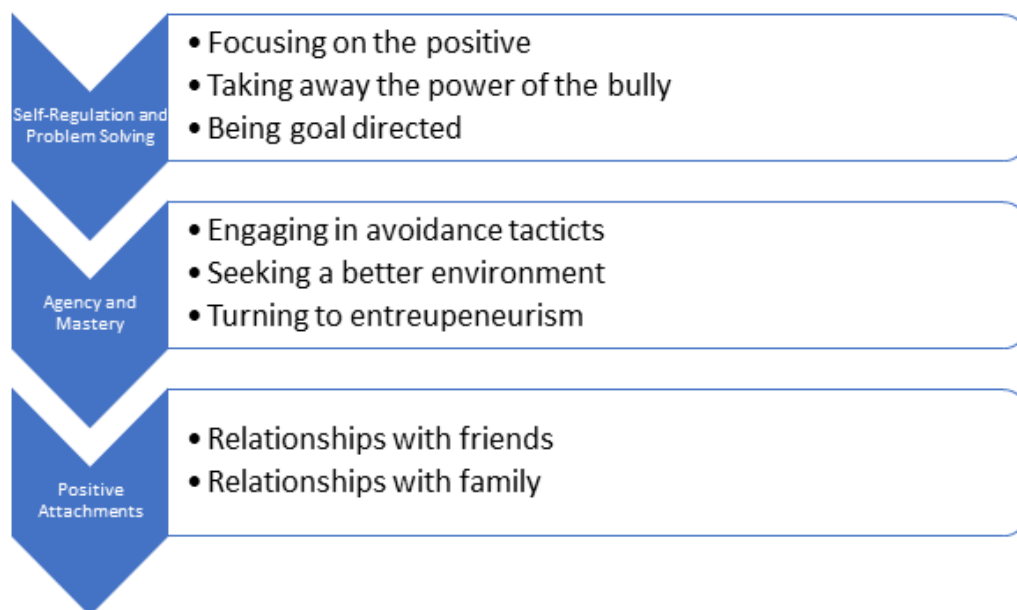 Self-Regulation and
Problem Solving
• Focusing on the positive
• Taking away the power of the bully
• Being goal directed
Agency and
Mastery
• Engaging in avoidance tacticts
• Seeking a better environment
• Turning to entreupeneurism
Positive
Attachments
• Relationships with friends
• Relationships with family